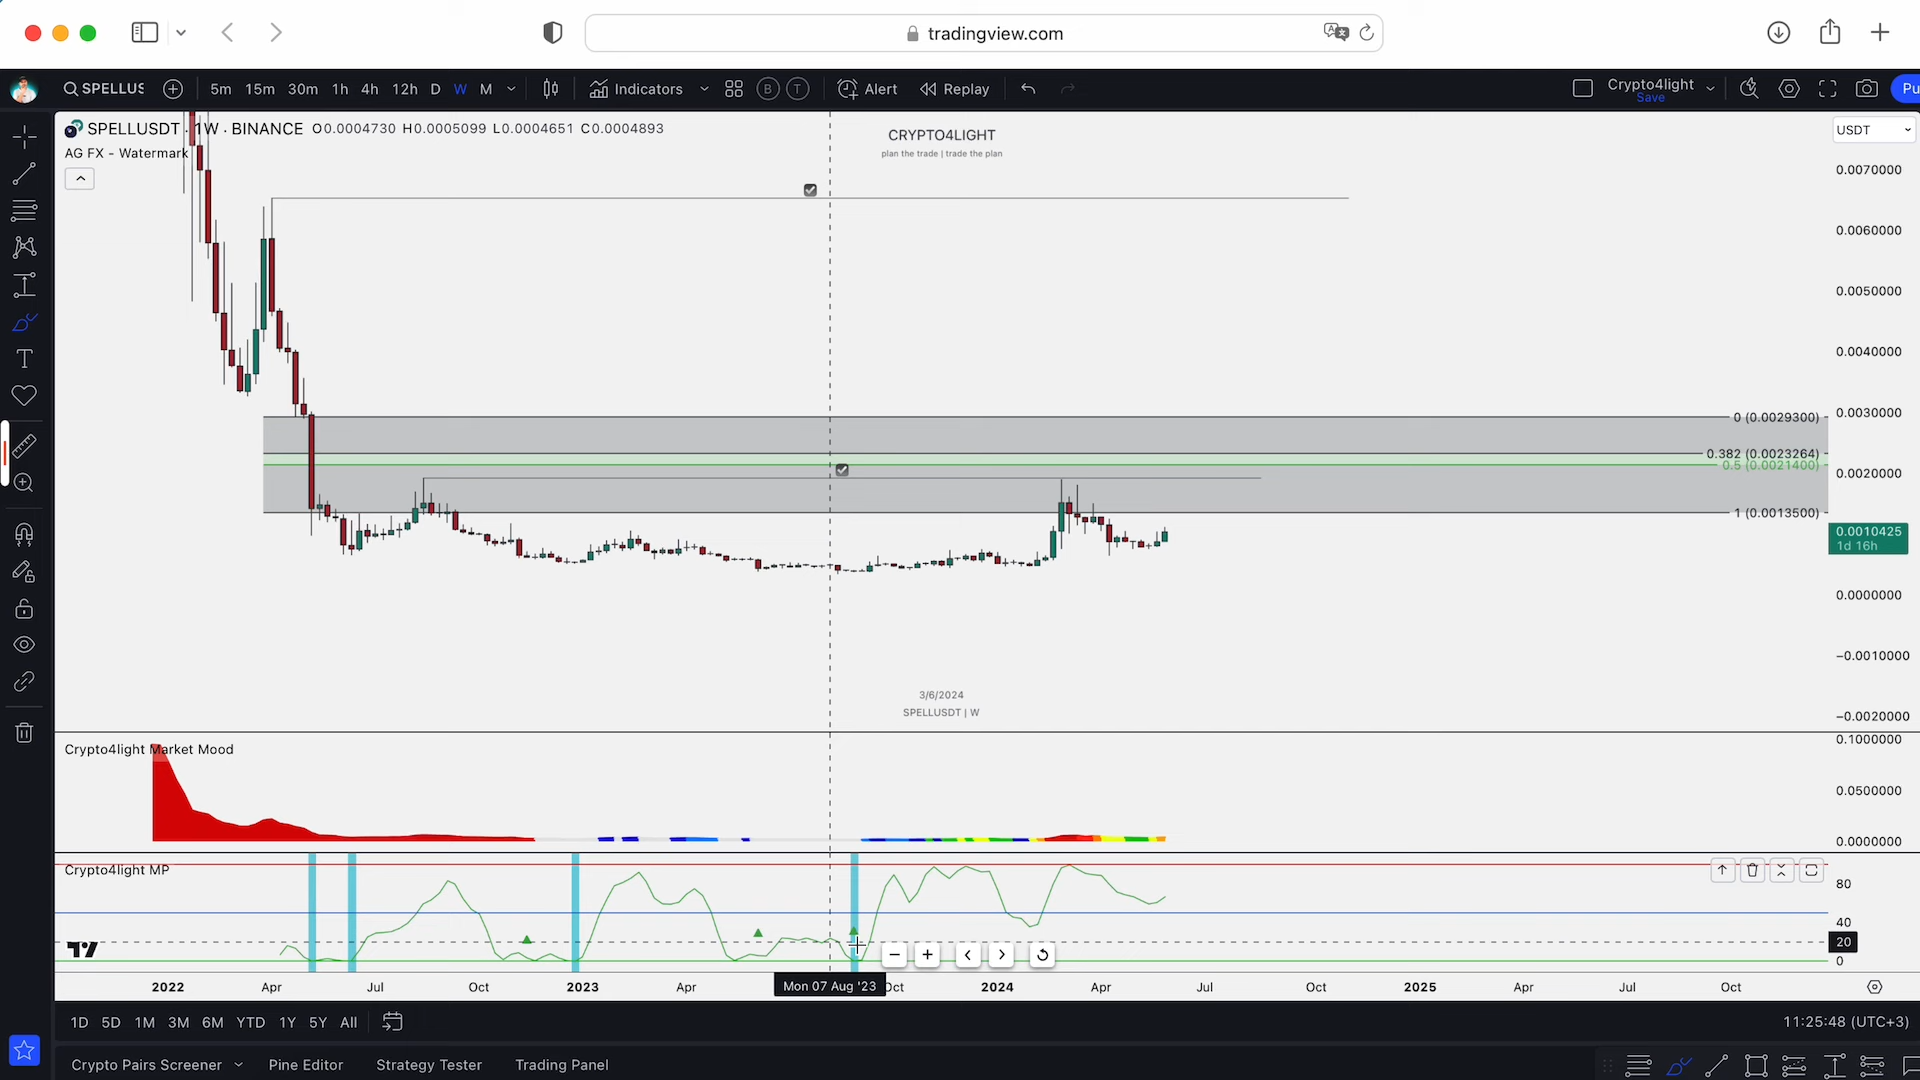 tradingview.com
SPELLUS
5m 15m 30m 1h 4h 12h D W M
Indicators
B T
Alert
Replay
Crypto4light
Save
Pu
SPELLUSDT · 1W · BINANCE O0.0004730 H0.0005099 L0.0004651 C0.0004893
AG FX - Watermark
CRYPTO4LIGHT
plan the trade | trade the plan
USDT
0.0070000
0.0060000
0.0050000
0.0040000
0.0030000
0.0020000
0.0010425
1d 16h
0.0000000
−0.0010000
−0.0020000
0 (0.0029300)
0.382 (0.0023264)
0.5 (0.0021400)
1 (0.0013500)
3/6/2024
SPELLUSDT | W
Crypto4light Market Mood
0.1000000
0.0500000
0.0000000
Crypto4light MP
80
40
20
0
2022 Apr Jul Oct 2023 Apr Mon 07 Aug '23 Oct 2024 Apr Jul Oct 2025 Apr Jul Oct
1D 5D 1M 3M 6M YTD 1Y 5Y All
11:25:48 (UTC+3)
Crypto Pairs Screener Pine Editor Strategy Tester Trading Panel